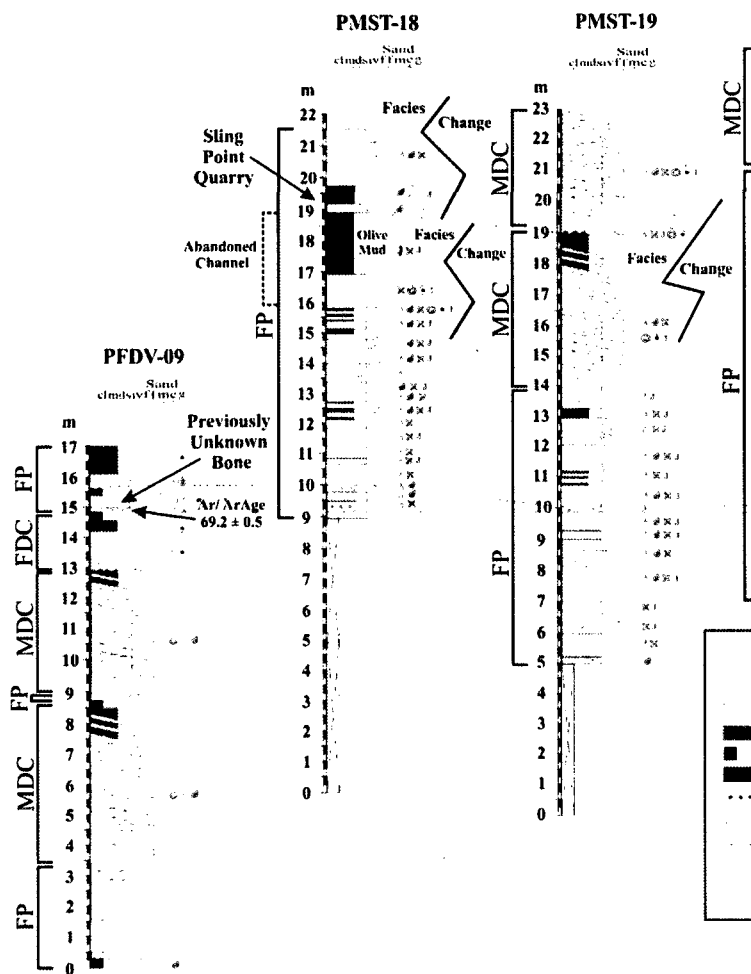 PMST-18
Sand
clmdsivffmcg
m
22
21
20
19
18
17
16
15
14
13
12
11
10
9
8
7
6
5
4
3
2
1
0
Sling
Point
Quarry
Abandoned
Channel
FP
Olive
Mud
Facies
Change
Facies
Change
PMST-19
Sand
clmdsivffmcg
m
23
22
21
20
19
18
17
16
15
14
13
12
11
10
9
8
7
6
5
4
3
2
1
0
MDC
MDC
FP
Facies
Change
MDC
FP
PFDV-09
Sand
clmdsivffmcg
m
17
16
15
14
13
12
11
10
9
8
7
6
5
4
3
2
1
0
FP
FDC
MDC
FP
MDC
FP
Previously
Unknown
Bone
Ar/ArAge
69.2 ± 0.5